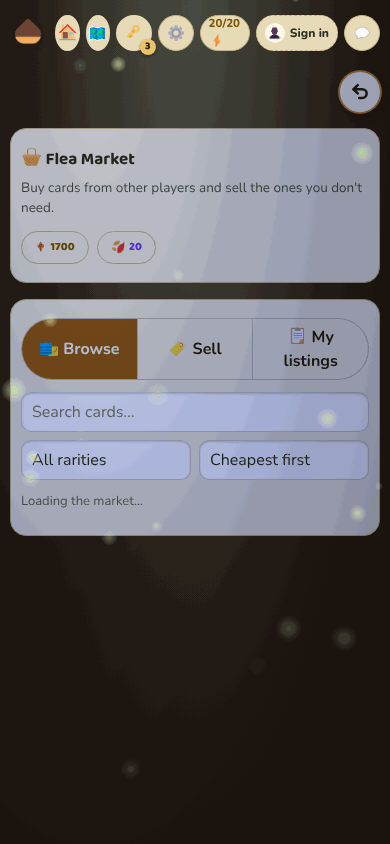 20/20
3
Sign in
Flea Market
Buy cards from other players and sell the ones you don't
need.
1700
20
Browse
Sell
My
listings
Search cards...
All rarities
Cheapest first
Loading the market...